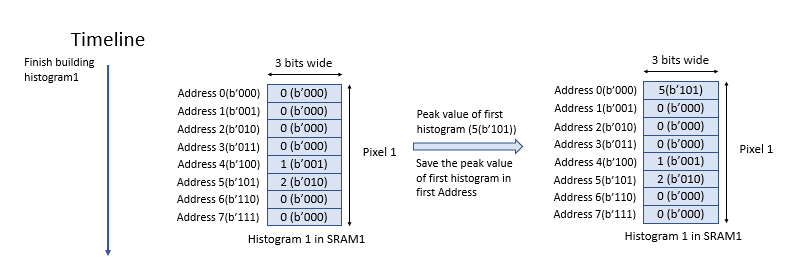 Timeline
Finish building
histogram1
3 bits wide
Address 0(b'000) 0 (b'000)
Address 1(b'001) 0 (b'000)
Address 2(b'010) 0 (b'000)
Address 3(b'011) 0 (b'000)
Address 4(b'100) 1 (b'001)
Address 5(b'101) 2 (b'010)
Address 6(b'110) 0 (b'000)
Address 7(b'111) 0 (b'000)
Pixel 1
Histogram 1 in SRAM1
Peak value of first
histogram (5(b'101))
Save the peak value
of first histogram in
first Address
3 bits wide
Address 0(b'000) 5(b'101)
Address 1(b'001) 0 (b'000)
Address 2(b'010) 0 (b'000)
Address 3(b'011) 0 (b'000)
Address 4(b'100) 1 (b'001)
Address 5(b'101) 2 (b'010)
Address 6(b'110) 0 (b'000)
Address 7(b'111) 0 (b'000)
Pixel 1
Histogram 1 in SRAM1